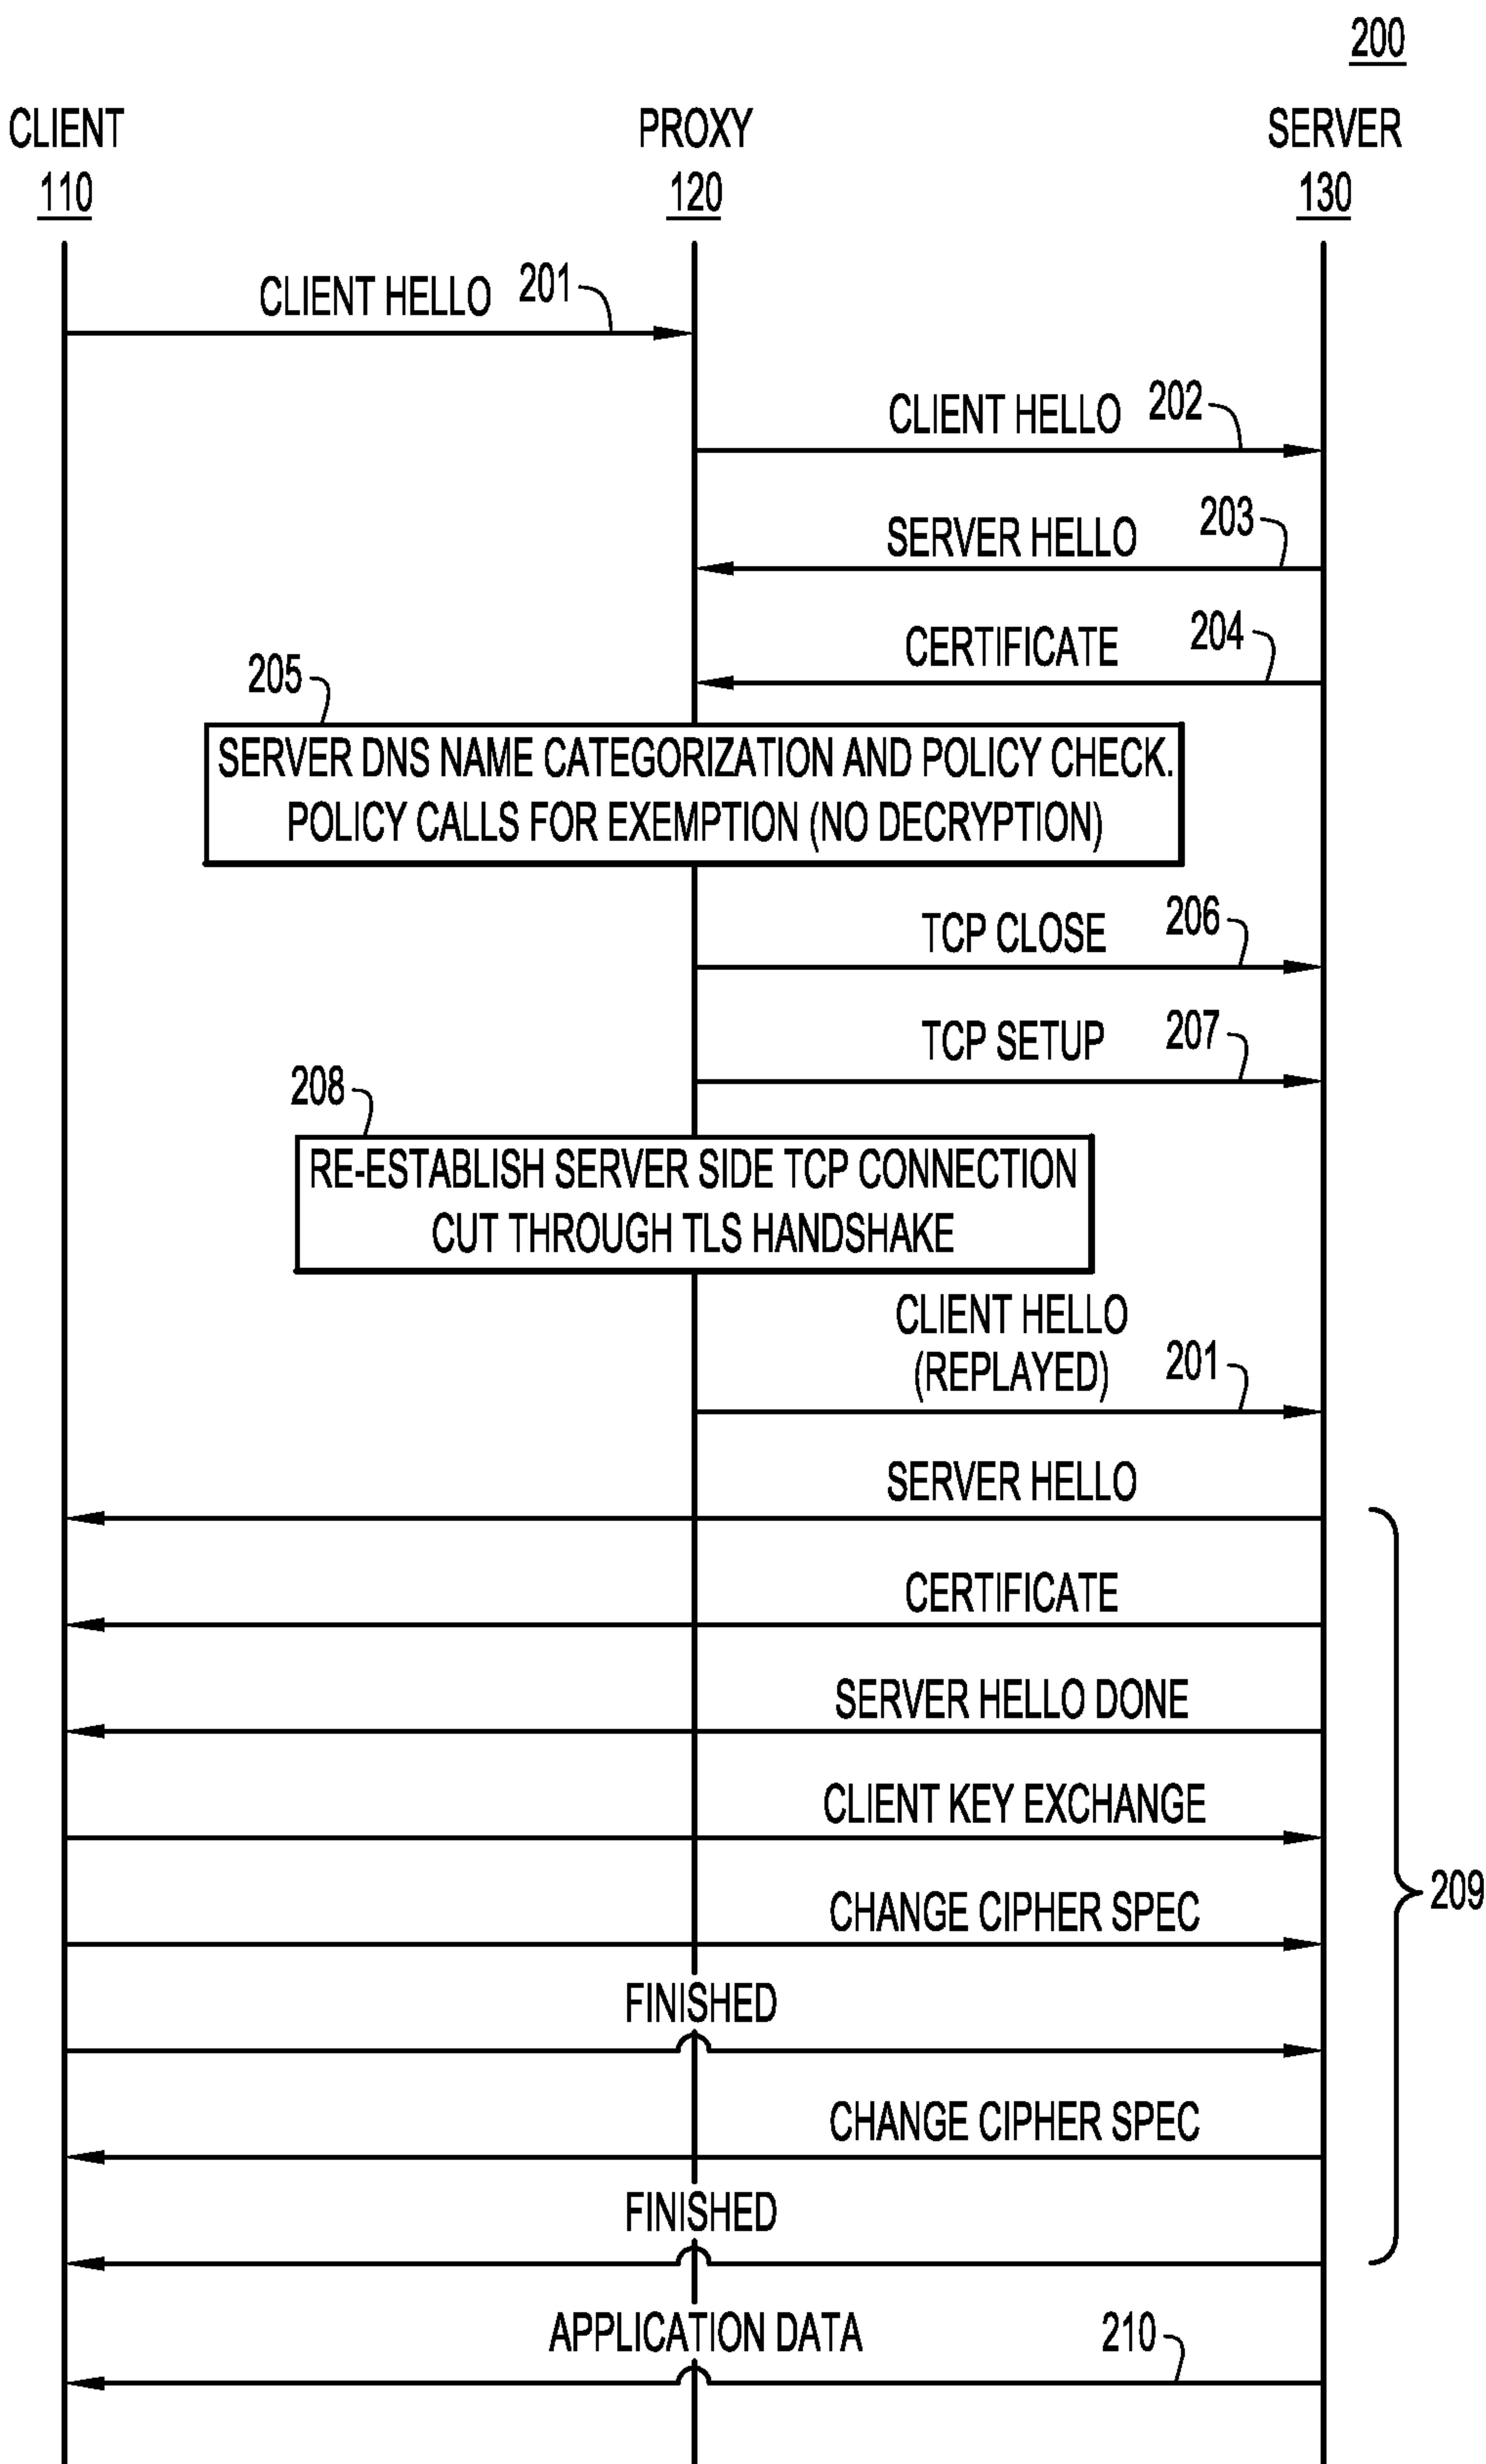 200
CLIENT
PROXY
SERVER
110
120
130
CLIENT HELLO
201
CLIENT HELLO
202
SERVER HELLO
203
CERTIFICATE
204
205
SERVER DNS NAME CATEGORIZATION AND POLICY CHECK.
POLICY CALLS FOR EXEMPTION (NO DECRYPTION)
TCP CLOSE
206
TCP SETUP
207
208
RE-ESTABLISH SERVER SIDE TCP CONNECTION
CUT THROUGH TLS HANDSHAKE
CLIENT HELLO
(REPLAYED)
201
SERVER HELLO
CERTIFICATE
SERVER HELLO DONE
CLIENT KEY EXCHANGE
CHANGE CIPHER SPEC
209
FINISHED
CHANGE CIPHER SPEC
FINISHED
APPLICATION DATA
210